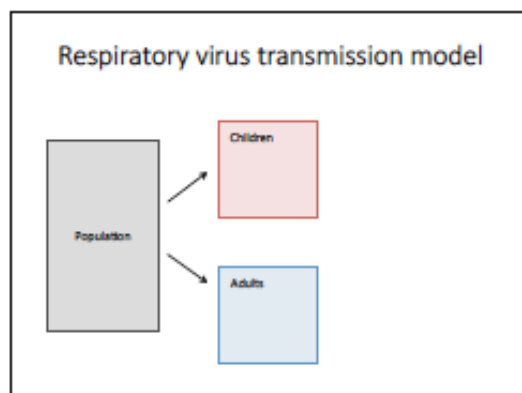 Respiratory virus transmission model
Children
Population
Adults